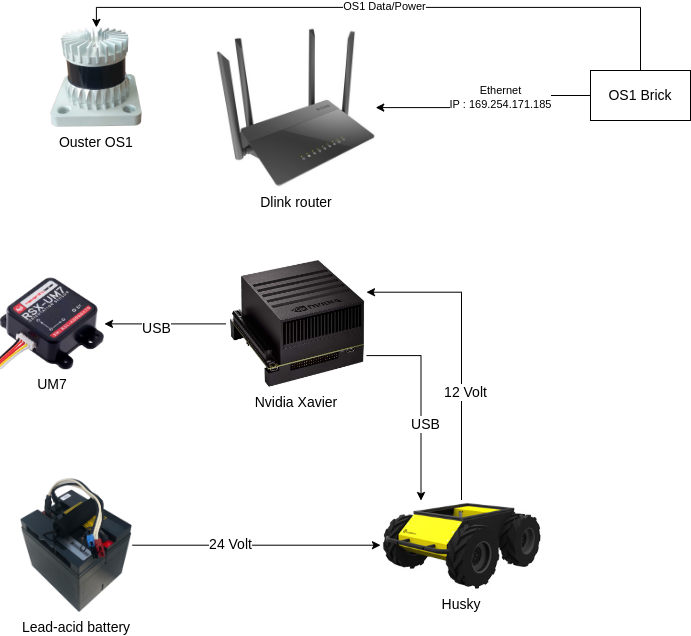 OS1 Data/Power
Ethernet
IP : 169.254.171.185
OS1 Brick
Ouster OS1
Dlink router
RSX-UM7
NVIDIA
USB
UM7
Nvidia Xavier
12 Volt
USB
24 Volt
Husky
Lead-acid battery